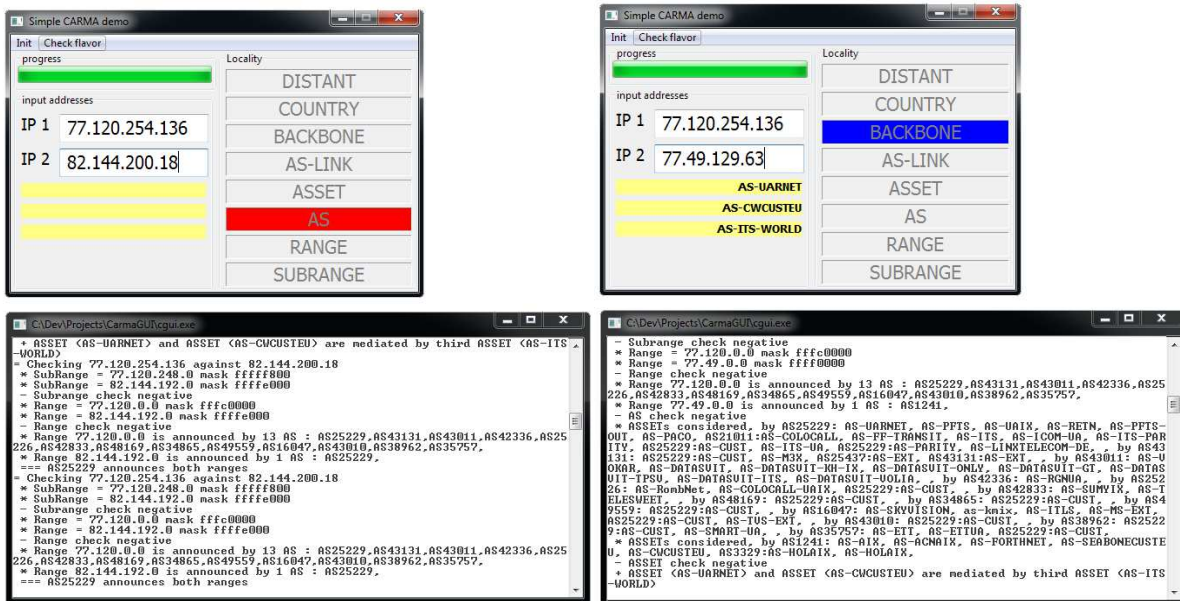 Simple CARMA demo
Init Check flavor
progress
Locality
DISTANT
COUNTRY
BACKBONE
AS-LINK
ASSET
AS
RANGE
SUBRANGE
input addresses
IP 1 77.120.254.136
IP 2 82.144.200.18
Simple CARMA demo
Init Check flavor
progress
Locality
DISTANT
COUNTRY
BACKBONE
AS-LINK
ASSET
AS
RANGE
SUBRANGE
input addresses
IP 1 77.120.254.136
IP 2 77.49.129.63
AS-UARNET
AS-CWCUSTEU
AS-ITS-WORLD
C:\Dev\Projects\CarmaGUI\cgui.exe
+ ASSET (AS-UARNET) and ASSET (AS-CWCUSTEU) are mediated by third ASSET (AS-ITS
-WORLD)
= Checking 77.120.254.136 against 82.144.200.18
* SubRange = 77.120.248.0 mask fffff800
* SubRange = 82.144.192.0 mask ffffe000
- Subrange check negative
* Range = 77.120.0.0 mask fffc0000
* Range = 82.144.192.0 mask ffffe000
- Range check negative
* Range 77.120.0.0 is announced by 13 AS : AS25229,AS43131,AS43011,AS42336,AS25
226,AS42833,AS48169,AS34865,AS49559,AS16047,AS43010,AS38962,AS35757,
* Range 82.144.192.0 is announced by 1 AS : AS25229,
=== AS25229 announces both ranges
= Checking 77.120.254.136 against 82.144.200.18
* SubRange = 77.120.248.0 mask fffff800
* SubRange = 82.144.192.0 mask ffffe000
- Subrange check negative
* Range = 77.120.0.0 mask fffc0000
* Range = 82.144.192.0 mask ffffe000
- Range check negative
* Range 77.120.0.0 is announced by 13 AS : AS25229,AS43131,AS43011,AS42336,AS25
226,AS42833,AS48169,AS34865,AS49559,AS16047,AS43010,AS38962,AS35757,
* Range 82.144.192.0 is announced by 1 AS : AS25229,
=== AS25229 announces both ranges
C:\Dev\Projects\CarmaGUI\cgui.exe
- Subrange check negative
* Range = 77.120.0.0 mask fffc0000
* Range = 77.49.0.0 mask ffff0000
- Range check negative
* Range 77.120.0.0 is announced by 13 AS : AS25229,AS43131,AS43011,AS42336,AS25
226,AS42833,AS48169,AS34865,AS49559,AS16047,AS43010,AS38962,AS35757,
* Range 77.49.0.0 is announced by 1 AS : AS1241,
- AS check negative
* ASSETs considered, by AS25229: AS-UARNET, AS-PFTS, AS-UAIX, AS-RETN, AS-PFTS-
OUT, AS-PACO, AS21011:AS-COLOCALL, AS-FF-TRANSIT, AS-ITS, AS-ICOM-UA, AS-ITS-PAR
ITY, AS25229:AS-CUST, AS-ITS-UA, AS25229:AS-PARITY, AS-LINXTELECOM-DE, , by AS43
131: AS25229:AS-CUST, AS-M3X, AS25437:AS-EXT, AS43131:AS-EXT, , by AS43011: AS-V
OKAR, AS-DATASVIT, AS-DATASVIT-KH-IX, AS-DATASVIT-ONLY, AS-DATASVIT-GT, AS-DATAS
VIT-TPSV, AS-DATASVIT-ITS, AS-DATASVIT-VOLIA, , by AS42336: AS-RGNUA, , by AS252
26: AS-RombNet, AS-COLOCALL-UAIX, AS25229:AS-CUST, , by AS42833: AS-SUMYIX, AS-T
ELESWEET, , by AS48169: AS25229:AS-CUST, , by AS34865: AS25229:AS-CUST, , by AS4
9559: AS25229:AS-CUST, , by AS16047: AS-SKYVISION, as-kmix, AS-ITLS, AS-MS-EXT,
AS25229:AS-CUST, AS-TVS-EXT, , by AS43010: AS25229:AS-CUST, , by AS38962: AS2522
9:AS-CUST, AS-SMART-UA, , by AS35757: AS-ETT, AS-ETTUA, AS25229:AS-CUST,
* ASSETs considered, by AS1241: AS-AIX, AS-ACNAIX, AS-FORTHNET, AS-SEABONECUSTE
U, AS-CWCUSTEU, AS3329:AS-HOLAIX, AS-HOLAIX,
- ASSET check negative
+ ASSET (AS-UARNET) and ASSET (AS-CWCUSTEU) are mediated by third ASSET (AS-ITS
-WORLD)